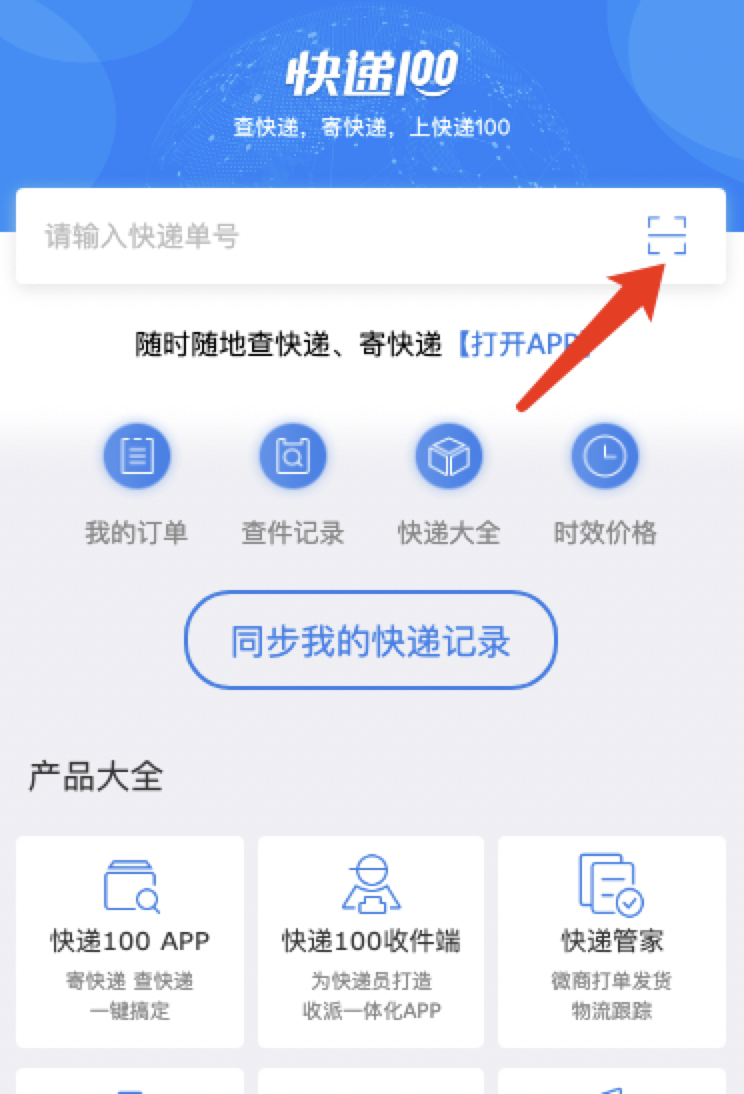 快递100
查快递，寄快递，上快递100
请输入快递单号
随时随地查快递、寄快递【打开APP】
我的订单 查件记录 快递大全 时效价格
同步我的快递记录
产品大全
快递100 APP
寄快递 查快递
一键搞定
快递100收件端
为快递员打造
收派一体化APP
快递管家
微商打单发货
物流跟踪